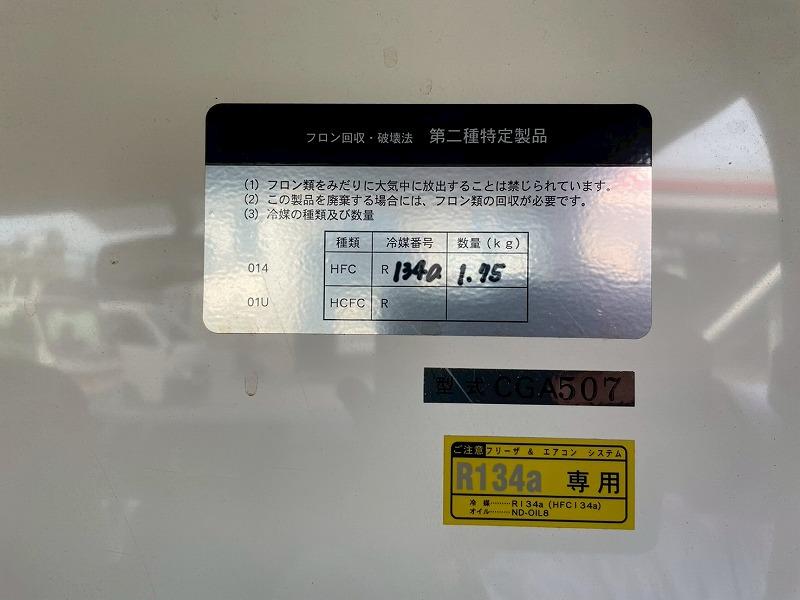 フロン回収・破壊法 第二種特定製品
(1) フロン類をみだりに大気中に放出することは禁じられています。
(2) この製品を廃棄する場合には、フロン類の回収が必要です。
(3) 冷媒の種類及び数量
種類 冷媒番号 数量(kg)
014 HFC R 134a 1.75
01U HCFC R
型式 CGA507
ご注意 フリーザ & エアコン システム
R134a 専用
冷媒………R134a (HFC134a)
オイル………ND-OIL8